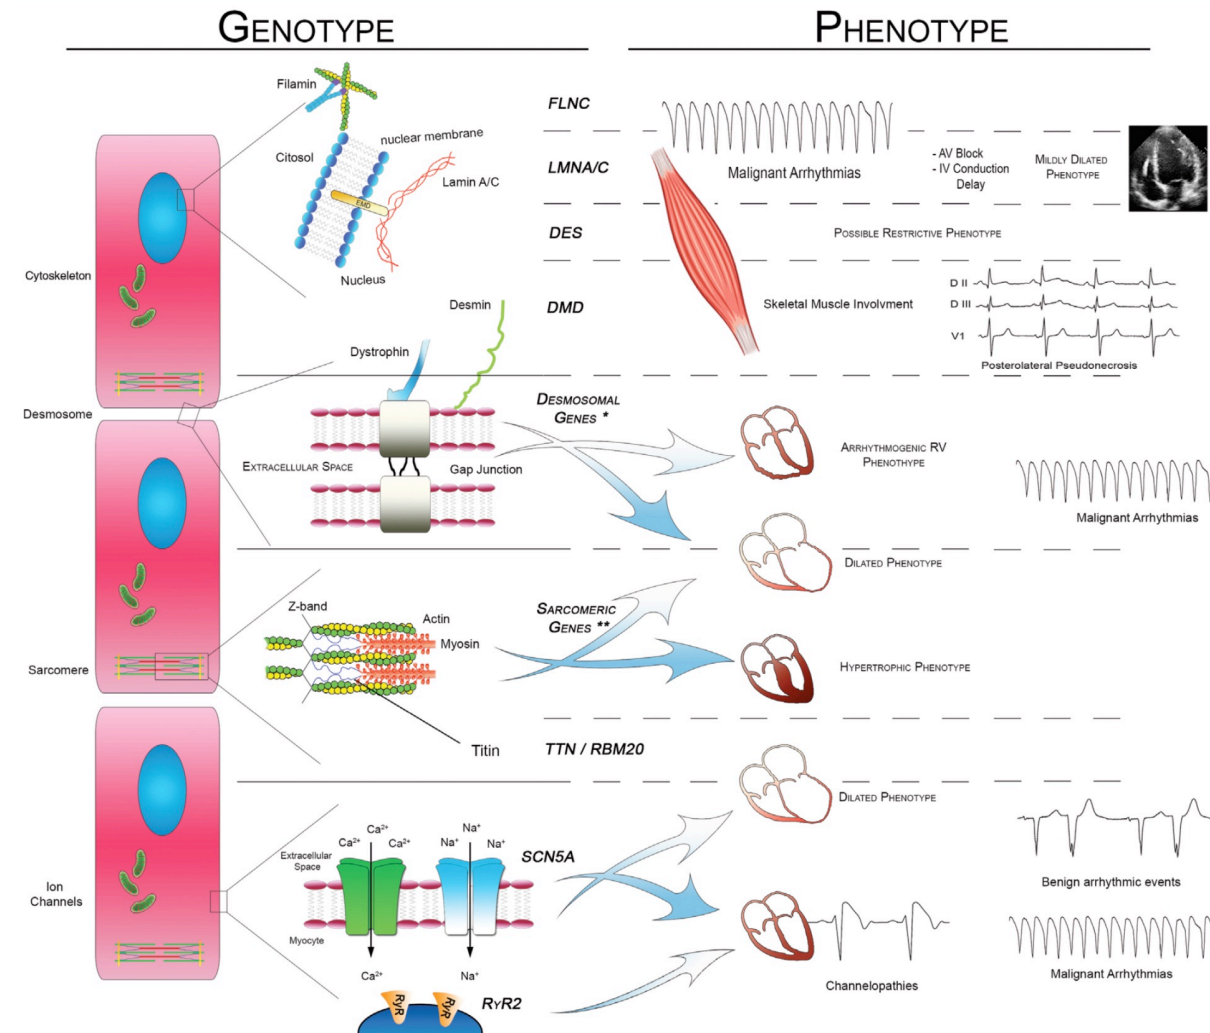 GENOTYPE
PHENOTYPE
Filamin
nuclear membrane
Citosol
Lamin A/C
EMD
Nucleus
Cytoskeleton
FLNC
LMNA/C
Malignant Arrhythmias
- AV Block
- IV Conduction
Delay
MILDLY DILATED
PHENOTYPE
DES
POSSIBLE RESTRICTIVE PHENOTYPE
DMD
Skeletal Muscle Involvment
D II
D III
V1
Posterolateral Pseudonecrosis
Desmin
Dystrophin
Desmosome
EXTRACELLULAR SPACE
Gap Junction
DESMOSOMAL
GENES *
ARRHYTHMOGENIC RV
PHENOTHYPE
Malignant Arrhythmias
DILATED PHENOTYPE
Z-band
Actin
Myosin
Sarcomere
Titin
SARCOMERIC
GENES **
HYPERTROPHIC PHENOTYPE
TTN / RBM20
DILATED PHENOTYPE
Ion
Channels
Extracellular
Space
Ca2+
Ca2+
Ca2+
Na+
Na+
Na+
SCN5A
Myocyte
Ca2+
Na+
RyR
RyR
RYR2
Benign arrhythmic events
Channelopathies
Malignant Arrhythmias